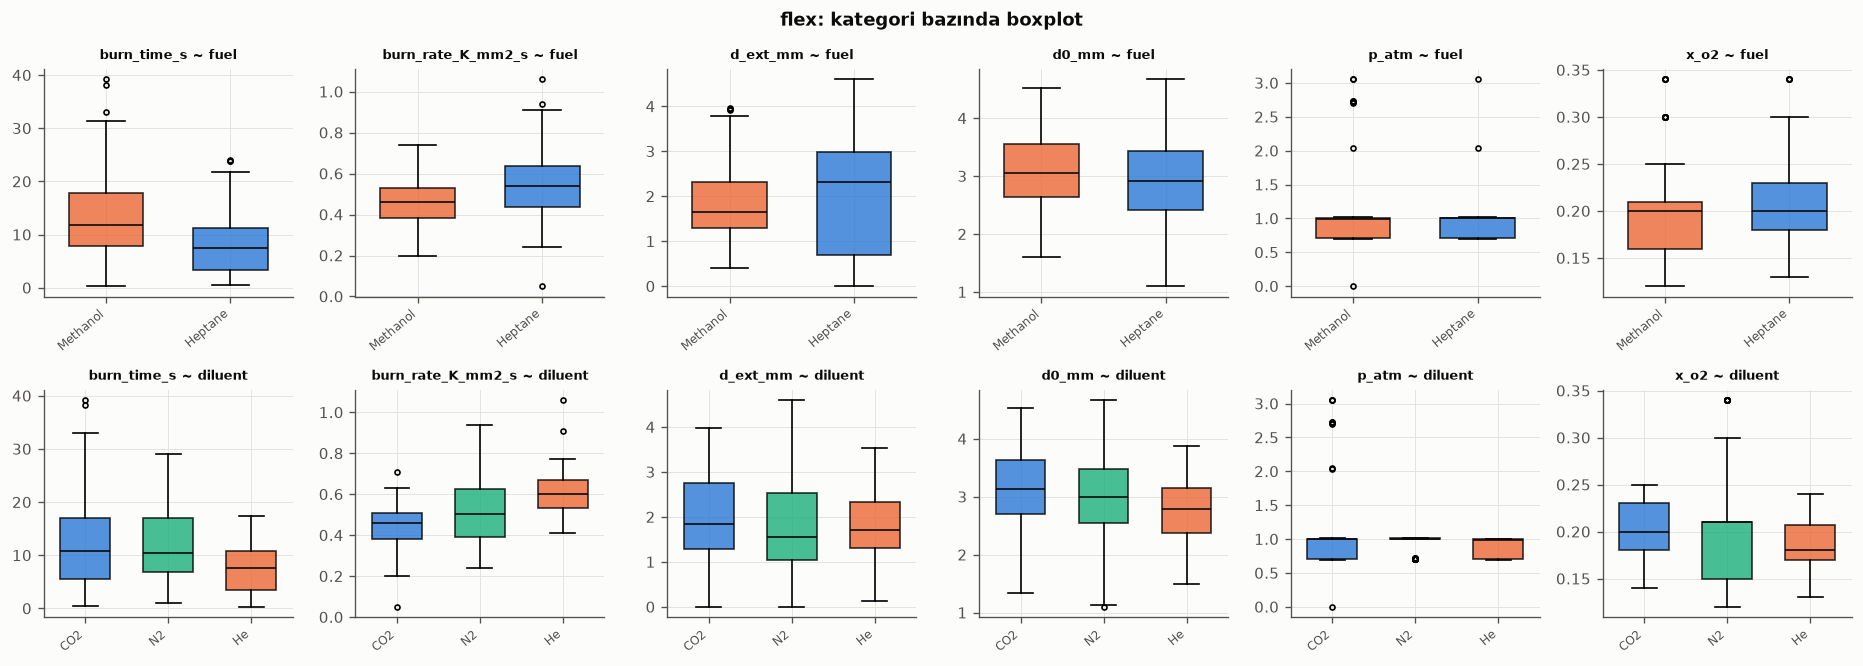 flex: kategori bazında boxplot
burn_time_s ~ fuel
burn_rate_K_mm2_s ~ fuel
d_ext_mm ~ fuel
d0_mm ~ fuel
p_atm ~ fuel
x_o2 ~ fuel
40
30
20
10
0
Methanol
Heptane
1.0
0.8
0.6
0.4
0.2
0.0
Methanol
Heptane
4
3
2
1
0
Methanol
Heptane
4
3
2
1
Methanol
Heptane
3.0
2.5
2.0
1.5
1.0
0.5
0.0
Methanol
Heptane
0.35
0.30
0.25
0.20
0.15
Methanol
Heptane
burn_time_s ~ diluent
burn_rate_K_mm2_s ~ diluent
d_ext_mm ~ diluent
d0_mm ~ diluent
p_atm ~ diluent
x_o2 ~ diluent
40
30
20
10
0
CO2
N2
He
1.0
0.8
0.6
0.4
0.2
0.0
CO2
N2
He
4
3
2
1
0
CO2
N2
He
4
3
2
1
CO2
N2
He
3.0
2.5
2.0
1.5
1.0
0.5
0.0
CO2
N2
He
0.35
0.30
0.25
0.20
0.15
CO2
N2
He